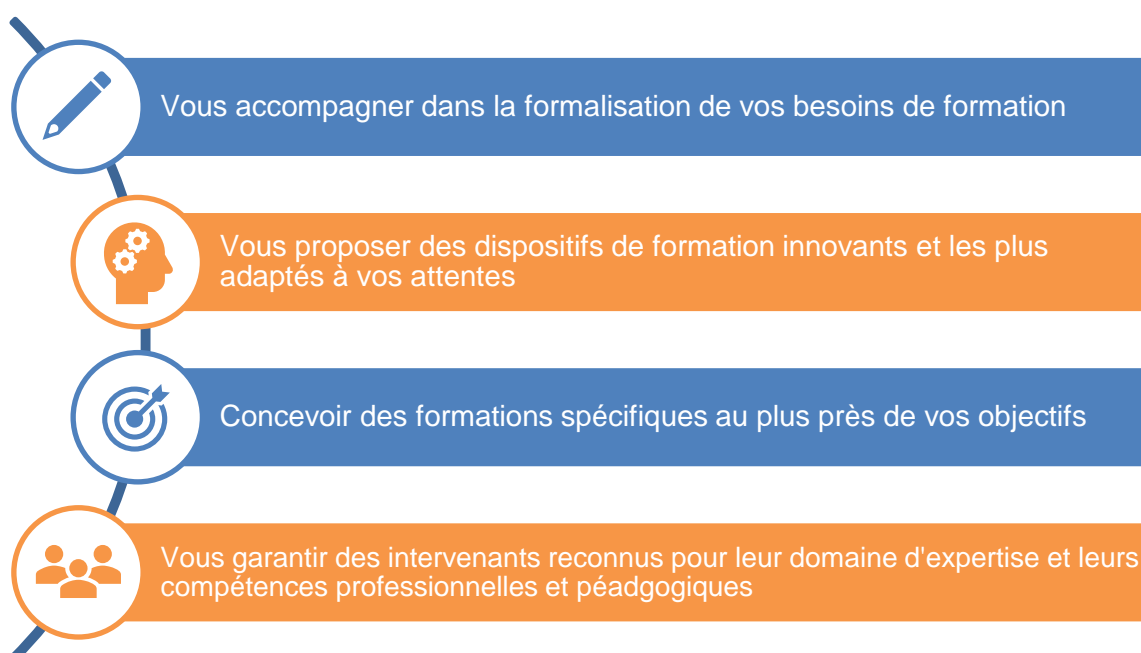 Vous accompagner dans la formalisation de vos besoins de formation
Vous proposer des dispositifs de formation innovants et les plus
adaptés à vos attentes
Concevoir des formations spécifiques au plus près de vos objectifs
Vous garantir des intervenants reconnus pour leur domaine d'expertise et leurs
compétences professionnelles et péadgogiques